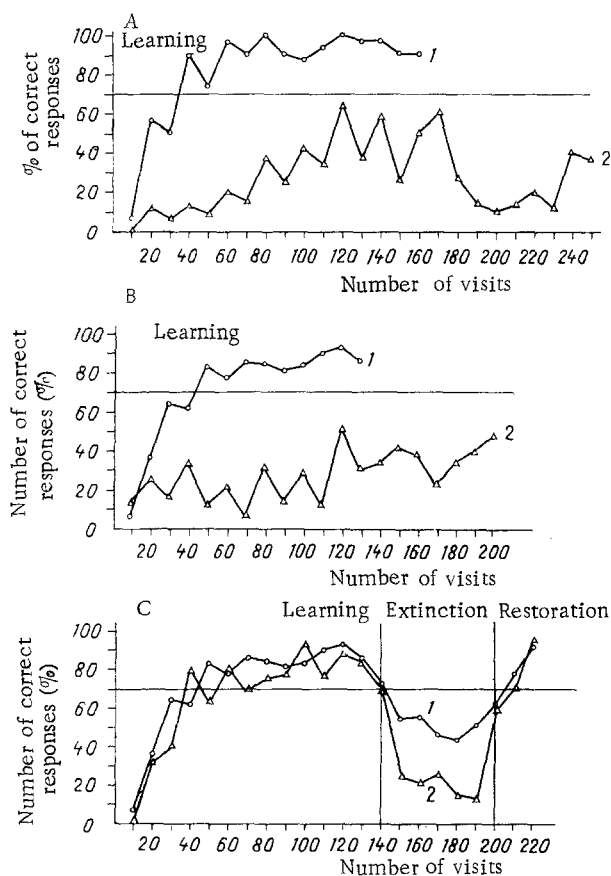 A
Learning
% of correct
responses
100
80
60
40
20
0
1
2
20 40 60 80 100 120 140 160 180 200 220 240
Number of visits
B
Learning
Number of correct
responses (%)
100
80
60
40
20
0
1
2
20 40 60 80 100 120 140 160 180 200
Number of visits
C
Learning Extinction Restoration
Number of correct
responses (%)
100
80
60
40
20
0
1
2
20 40 60 80 100 120 140 160 180 200 220
Number of visits